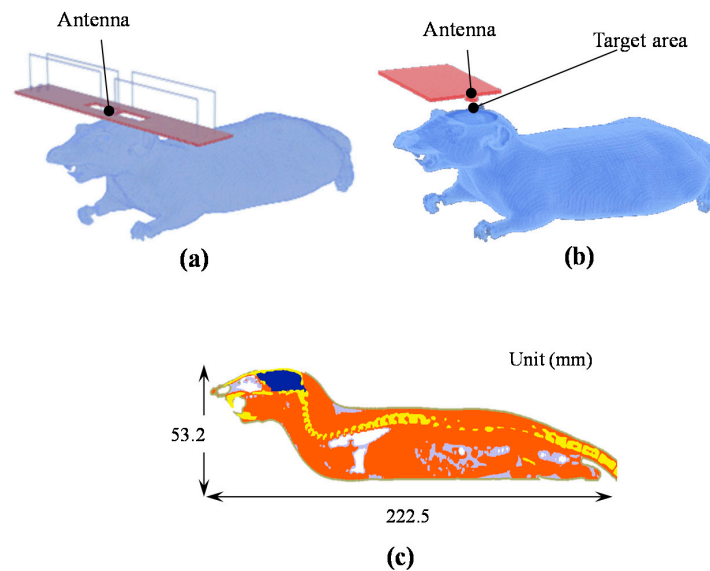 Antenna
(a)
Antenna
Target area
(b)
Unit (mm)
53.2
222.5
(c)